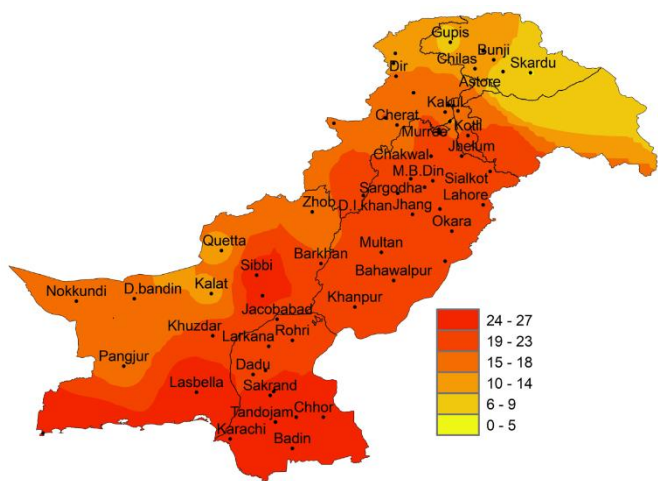 Gupis
Bunji
Chilas
Skardu
Dir
Astore
Kakul
Cherat
Kotli
Murree
Jhelum
Chakwal
M.B.Din
Sialkot
Sargodha
Lahore
Zhob
D.I.khan
Jhang
Okara
Quetta
Multan
Barkhan
Sibbi
Bahawalpur
Nokkundi
D.bandin
Kalat
Khanpur
Jacobabad
Khuzdar
Larkana
Rohri
Pangjur
Dadu
Lasbella
Sakrand
Tandojam
Chhor
Karachi
Badin
24 - 27
19 - 23
15 - 18
10 - 14
6 - 9
0 - 5